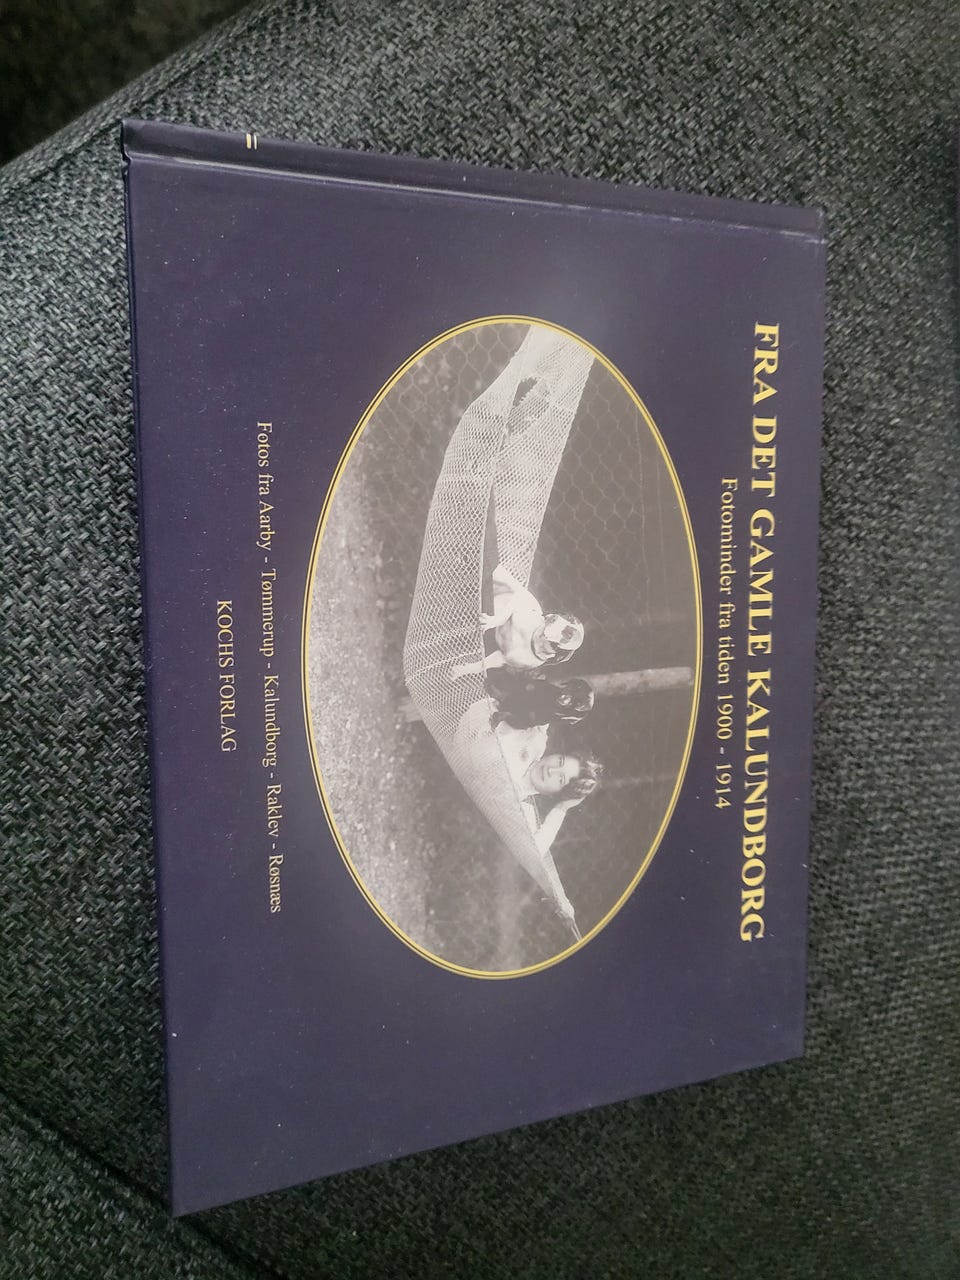 FRA DET GAMLE KALUNDBORG
Fotominder fra tiden 1900 - 1914
Fotos fra Aarby - Tømmerup - Kalundborg - Raklev - Røsnæs
KOCHS FORLAG